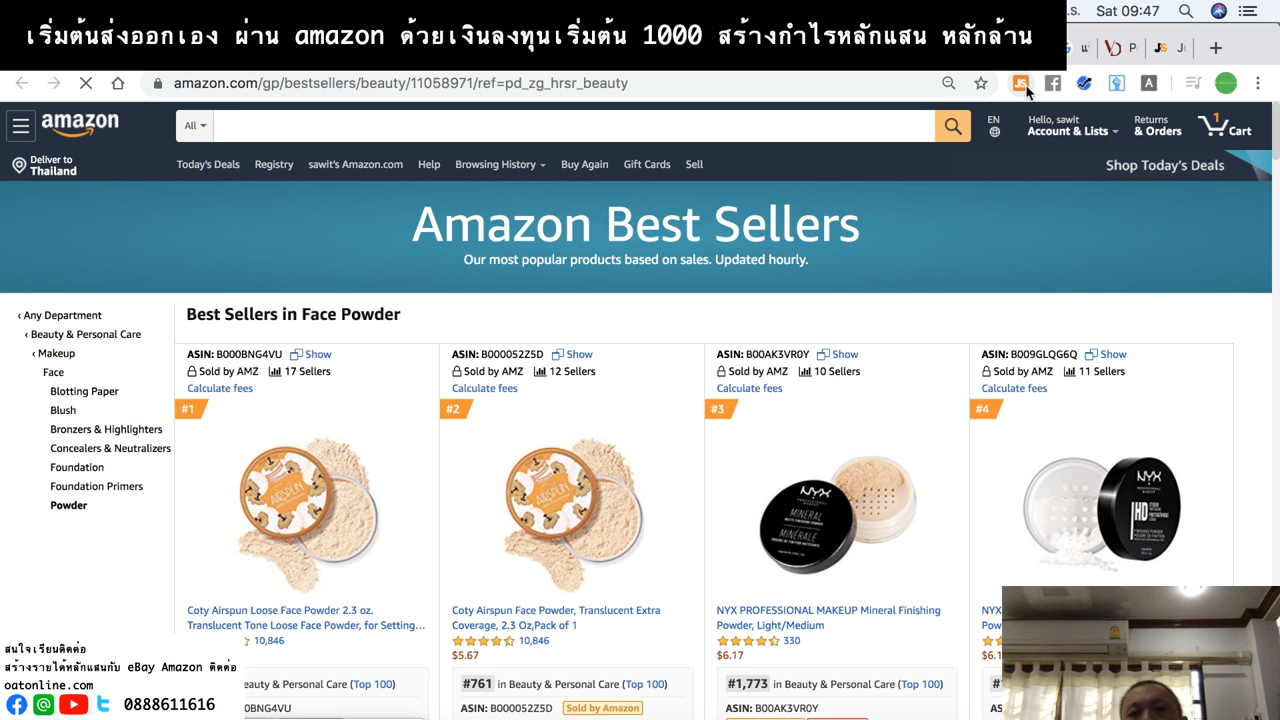 เริ่มต้นส่งออกเอง ผ่าน amazon ด้วยเงินลงทุนเริ่มต้น 1000 สร้างกำไรหลักแสน หลักล้าน
S. Sat 09:47
JS
amazon.com/gp/bestsellers/beauty/11058971/ref=pd_zg_hrsr_beauty
JS
A
amazon
All
EN
Hello, sawit
Account & Lists
Returns
& Orders
1
Cart
Deliver to
Thailand
Today's Deals Registry sawit's Amazon.com Help Browsing History Buy Again Gift Cards Sell
Shop Today's Deals
Amazon Best Sellers
Our most popular products based on sales. Updated hourly.
‹ Any Department
‹ Beauty & Personal Care
‹ Makeup
Face
Blotting Paper
Blush
Bronzers & Highlighters
Concealers & Neutralizers
Foundation
Foundation Primers
Powder
Best Sellers in Face Powder
ASIN: B000BNG4VU Show
Sold by AMZ 17 Sellers
Calculate fees
#1
AIRSPUN
Coty Airspun Loose Face Powder 2.3 oz.
Translucent Tone Loose Face Powder, for Setting...
10,846
eauty & Personal Care (Top 100)
0BNG4VU
ASIN: B000052Z5D Show
Sold by AMZ 12 Sellers
Calculate fees
#2
AIRSPUN
Coty Airspun Face Powder, Translucent Extra
Coverage, 2.3 Oz,Pack of 1
10,846
$5.67
#761 in Beauty & Personal Care (Top 100)
ASIN: B000052Z5D Sold by Amazon
ASIN: B00AK3VR0Y Show
Sold by AMZ 10 Sellers
Calculate fees
#3
NYX
MINERAL
MINÉRALE
NYX PROFESSIONAL MAKEUP Mineral Finishing
Powder, Light/Medium
330
$6.17
#1,773 in Beauty & Personal Care (Top 100)
ASIN: B00AK3VR0Y
ASIN: B009GLQG6Q Show
Sold by AMZ 11 Sellers
Calculate fees
#4
NYX
HD
NYX
สนใจเรียนติดต่อ
สร้างรายได้หลักแสนกับ eBay Amazon ติดต่อ
oatonline.com
0888611616